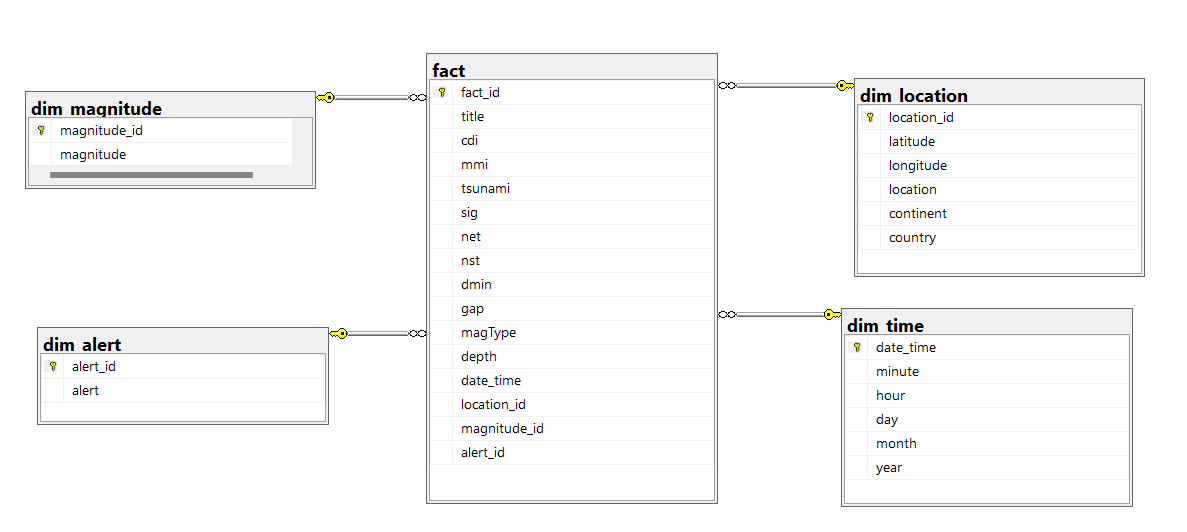 fact
fact_id
title
cdi
mmi
tsunami
sig
net
nst
dmin
gap
magType
depth
date_time
location_id
magnitude_id
alert_id
dim_magnitude
magnitude_id
magnitude
dim_alert
alert_id
alert
dim_location
location_id
latitude
longitude
location
continent
country
dim_time
date_time
minute
hour
day
month
year